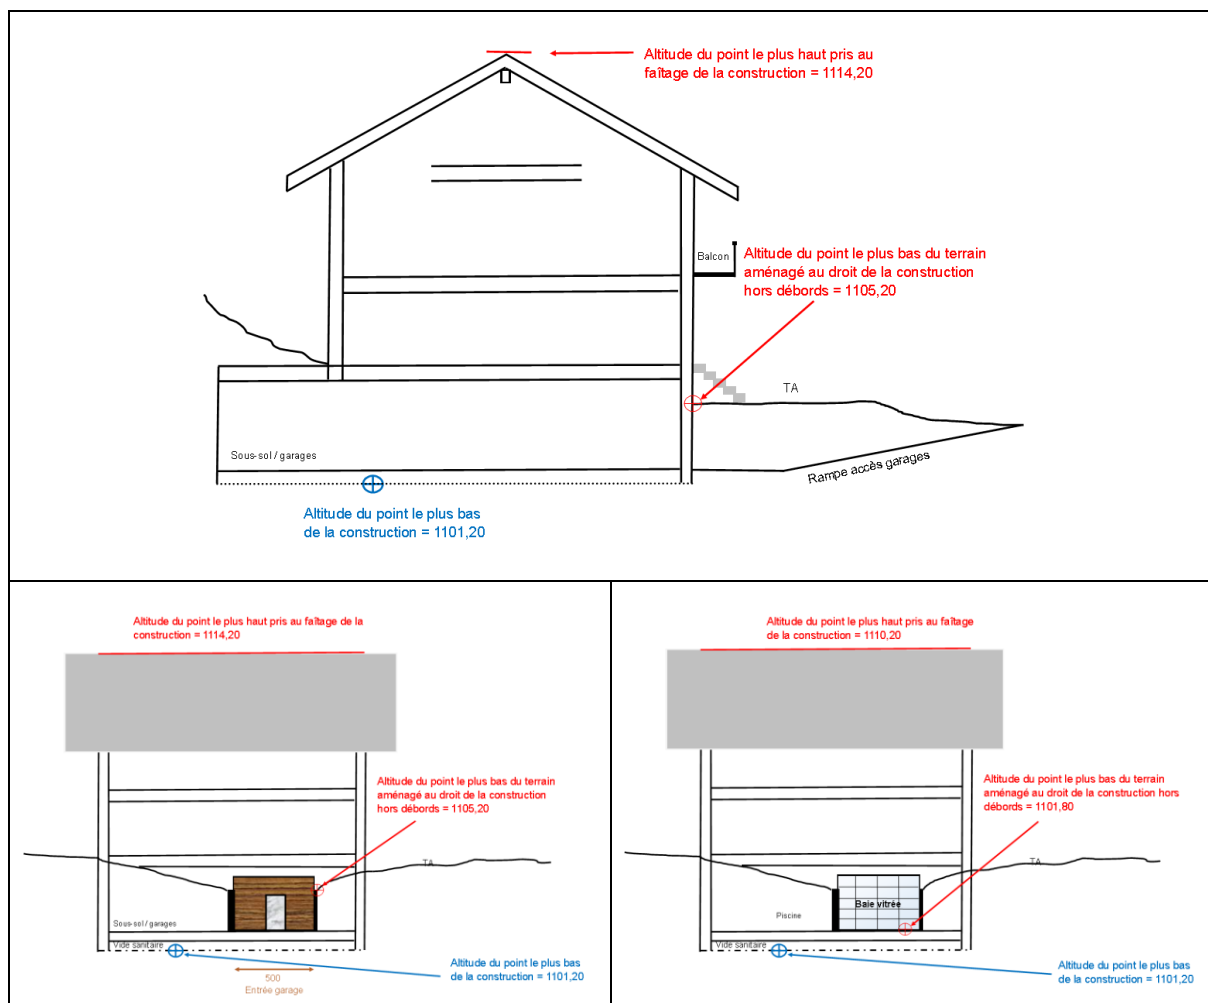 Altitude du point le plus haut pris au
faîtage de la construction = 1114,20
Balcon
Altitude du point le plus bas du terrain
aménagé au droit de la construction
hors débords = 1105,20
TA
Sous-sol / garages
Rampe accès garages
Altitude du point le plus bas
de la construction = 1101,20
Altitude du point le plus haut pris au faîtage de la
construction = 1114,20
Altitude du point le plus bas du terrain
aménagé au droit de la construction
hors débords = 1105,20
TA
Sous-sol / garages
Vide sanitaire
500
Entrée garage
Altitude du point le plus bas
de la construction = 1101,20
Altitude du point le plus haut pris au faîtage
de la construction = 1110,20
Altitude du point le plus bas du terrain
aménagé au droit de la construction hors
débords = 1101,80
TA
Baie vitrée
Piscine
Vide sanitaire
Altitude du point le plus bas
de la construction = 1101,20